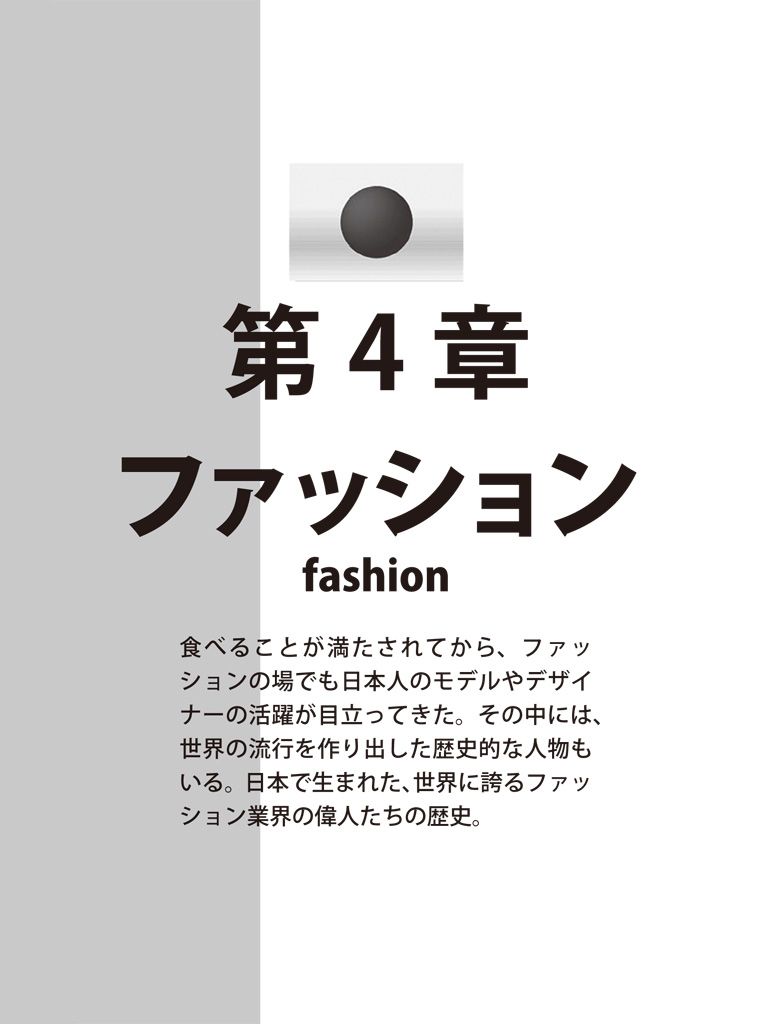 第4章
ファッション
fashion
食べることが満たされてから、ファッ
ションの場でも日本人のモデルやデザイ
ナーの活躍が目立ってきた。その中には、
世界の流行を作り出した歴史的な人物も
いる。日本で生まれた、世界に誇るファッ
ション業界の偉人たちの歴史。